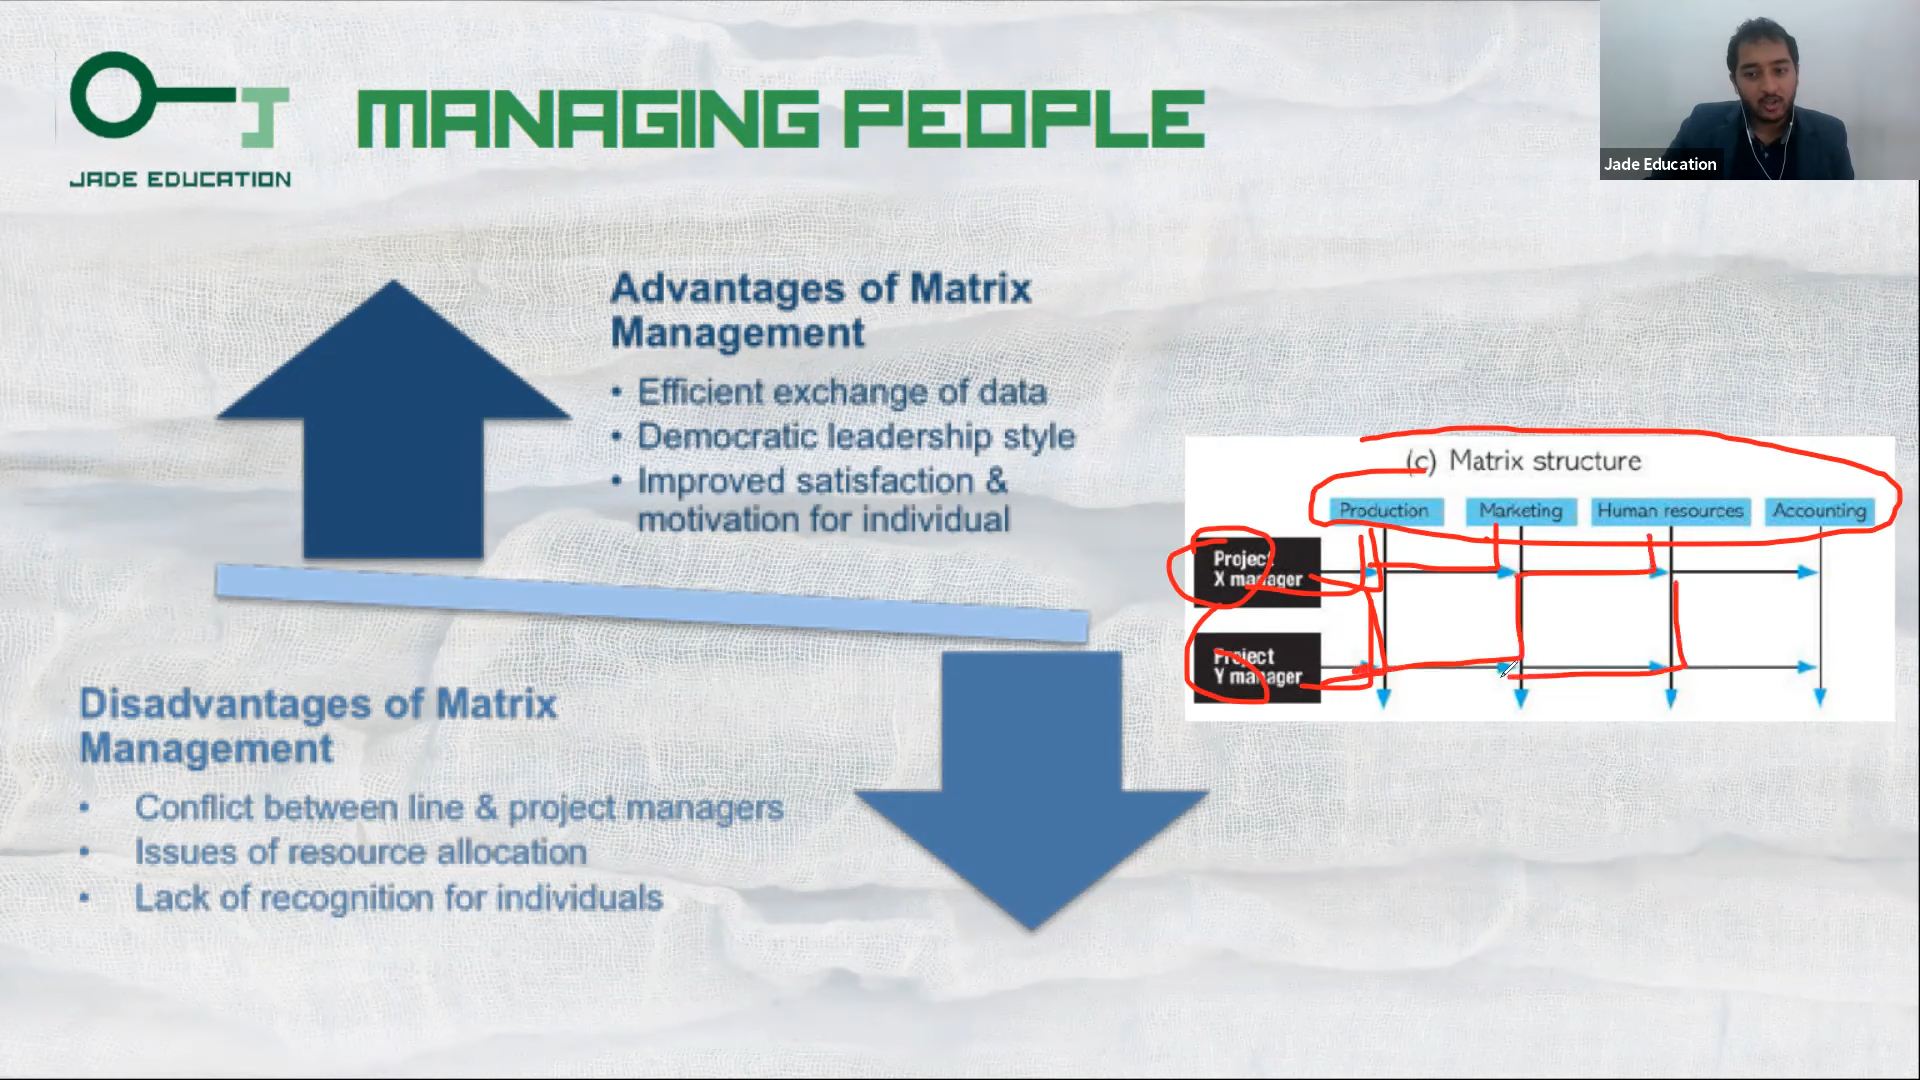 JADE EDUCATION
MANAGING PEOPLE
Jade Education
Advantages of Matrix
Management
• Efficient exchange of data
• Democratic leadership style
• Improved satisfaction &
motivation for individual
(c) Matrix structure
Production Marketing Human resources Accounting
Project
X manager
Project
Y manager
Disadvantages of Matrix
Management
• Conflict between line & project managers
• Issues of resource allocation
• Lack of recognition for individuals